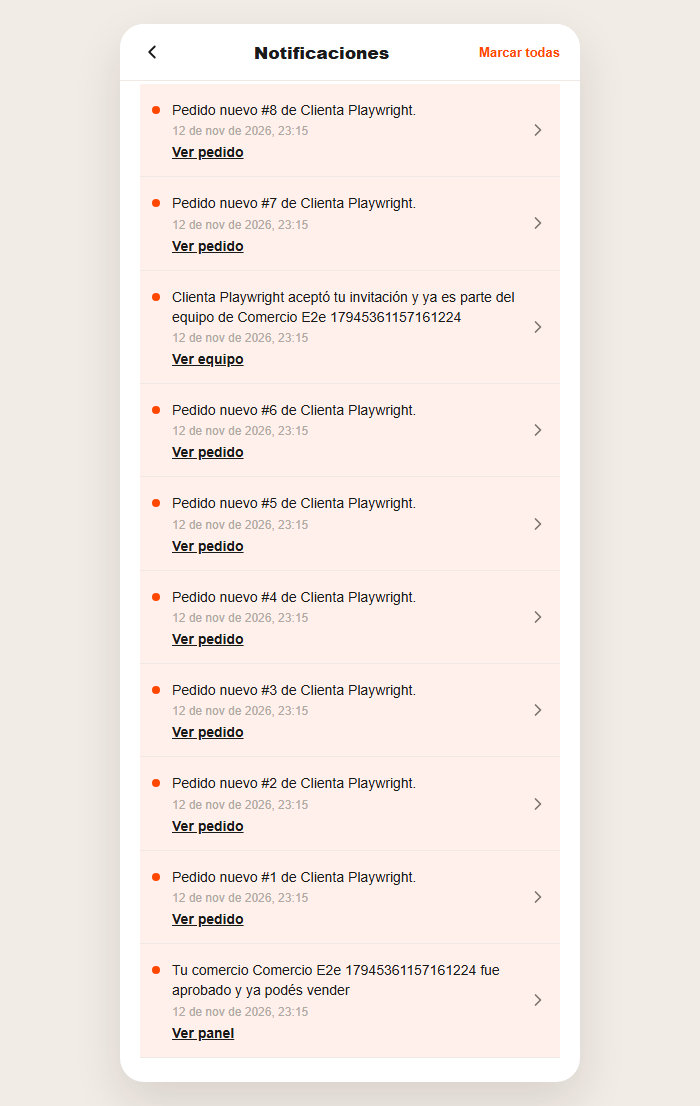 Notificaciones
Marcar todas
Pedido nuevo #8 de Clienta Playwright.
12 de nov de 2026, 23:15
Ver pedido
Pedido nuevo #7 de Clienta Playwright.
12 de nov de 2026, 23:15
Ver pedido
Clienta Playwright aceptó tu invitación y ya es parte del
equipo de Comercio E2e 17945361157161224
12 de nov de 2026, 23:15
Ver equipo
Pedido nuevo #6 de Clienta Playwright.
12 de nov de 2026, 23:15
Ver pedido
Pedido nuevo #5 de Clienta Playwright.
12 de nov de 2026, 23:15
Ver pedido
Pedido nuevo #4 de Clienta Playwright.
12 de nov de 2026, 23:15
Ver pedido
Pedido nuevo #3 de Clienta Playwright.
12 de nov de 2026, 23:15
Ver pedido
Pedido nuevo #2 de Clienta Playwright.
12 de nov de 2026, 23:15
Ver pedido
Pedido nuevo #1 de Clienta Playwright.
12 de nov de 2026, 23:15
Ver pedido
Tu comercio Comercio E2e 17945361157161224 fue
aprobado y ya podés vender
12 de nov de 2026, 23:15
Ver panel